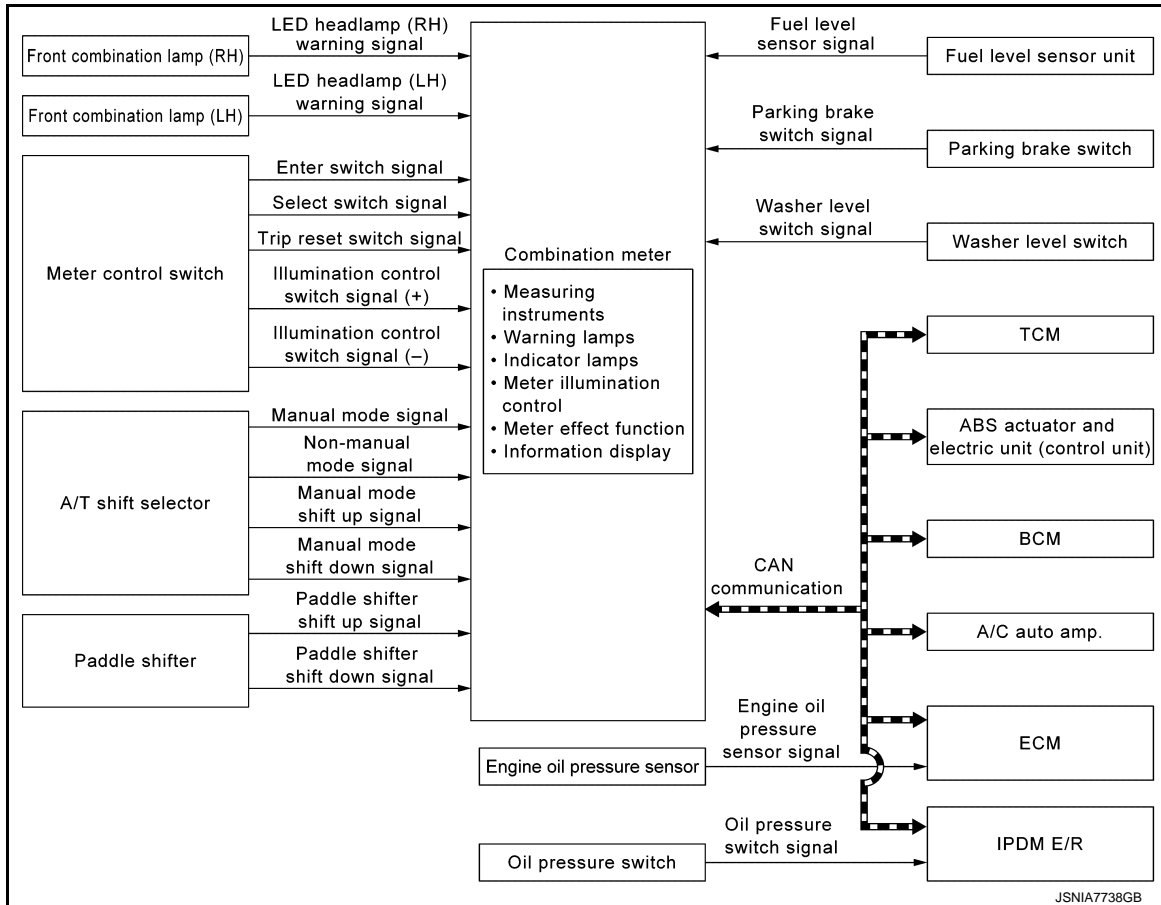 Front combination lamp (RH)
LED headlamp (RH)
warning signal
Front combination lamp (LH)
LED headlamp (LH)
warning signal
Meter control switch
Enter switch signal
Select switch signal
Trip reset switch signal
Illumination control
switch signal (+)
Illumination control
switch signal (–)
A/T shift selector
Manual mode signal
Non-manual
mode signal
Manual mode
shift up signal
Manual mode
shift down signal
Paddle shifter
Paddle shifter
shift up signal
Paddle shifter
shift down signal
Combination meter
• Measuring
instruments
• Warning lamps
• Indicator lamps
• Meter illumination
control
• Meter effect function
• Information display
Fuel level
sensor signal
Fuel level sensor unit
Parking brake
switch signal
Parking brake switch
Washer level
switch signal
Washer level switch
CAN
communication
TCM
ABS actuator and
electric unit (control unit)
BCM
A/C auto amp.
Engine oil pressure sensor
Engine oil
pressure
sensor signal
ECM
Oil pressure switch
Oil pressure
switch signal
IPDM E/R
JSNIA7738GB